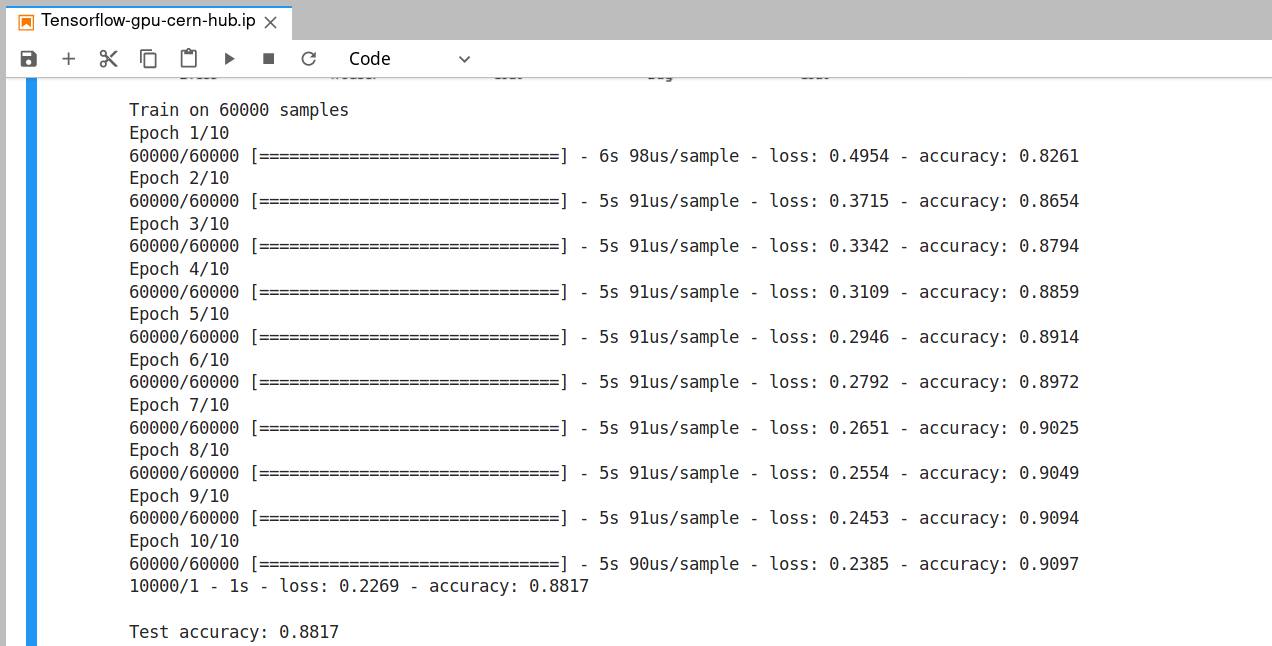 Tensorflow-gpu-cern-hub.ip
Code
Train on 60000 samples
Epoch 1/10
60000/60000 [==============================] - 6s 98us/sample - loss: 0.4954 - accuracy: 0.8261
Epoch 2/10
60000/60000 [==============================] - 5s 91us/sample - loss: 0.3715 - accuracy: 0.8654
Epoch 3/10
60000/60000 [==============================] - 5s 91us/sample - loss: 0.3342 - accuracy: 0.8794
Epoch 4/10
60000/60000 [==============================] - 5s 91us/sample - loss: 0.3109 - accuracy: 0.8859
Epoch 5/10
60000/60000 [==============================] - 5s 91us/sample - loss: 0.2946 - accuracy: 0.8914
Epoch 6/10
60000/60000 [==============================] - 5s 91us/sample - loss: 0.2792 - accuracy: 0.8972
Epoch 7/10
60000/60000 [==============================] - 5s 91us/sample - loss: 0.2651 - accuracy: 0.9025
Epoch 8/10
60000/60000 [==============================] - 5s 91us/sample - loss: 0.2554 - accuracy: 0.9049
Epoch 9/10
60000/60000 [==============================] - 5s 91us/sample - loss: 0.2453 - accuracy: 0.9094
Epoch 10/10
60000/60000 [==============================] - 5s 90us/sample - loss: 0.2385 - accuracy: 0.9097
10000/1 - 1s - loss: 0.2269 - accuracy: 0.8817
Test accuracy: 0.8817